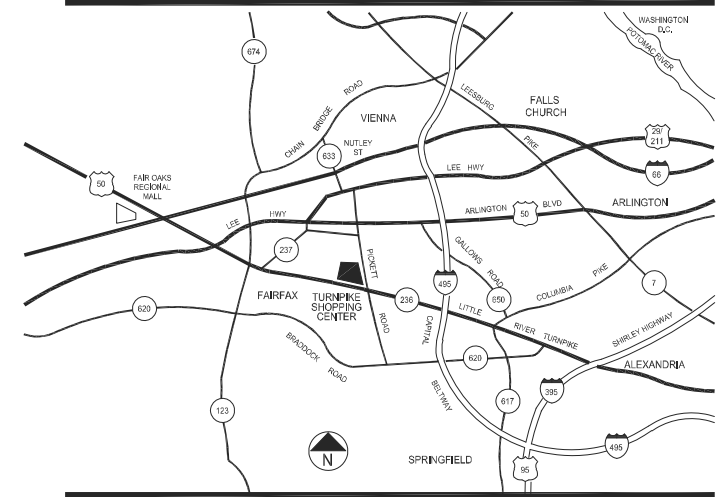 WASHINGTON
D.C.
POTOMAC RIVER
674
LEESBURG
PIKE
FALLS
CHURCH
CHAIN BRIDGE ROAD
VIENNA
29/
211
NUTLEY
ST
633
LEE HWY
66
50
FAIR OAKS
REGIONAL
MALL
LEE HWY
ARLINGTON
50
BLVD
ARLINGTON
237
PICKETT
ROAD
GALLOWS
ROAD
495
COLUMBIA PIKE
7
FAIRFAX
TURNPIKE
SHOPPING
CENTER
236
650
620
LITTLE
RIVER TURNPIKE
SHIRLEY HIGHWAY
CAPITAL
BELTWAY
BRADDOCK
ROAD
620
ALEXANDRIA
123
617
395
495
N
SPRINGFIELD
95